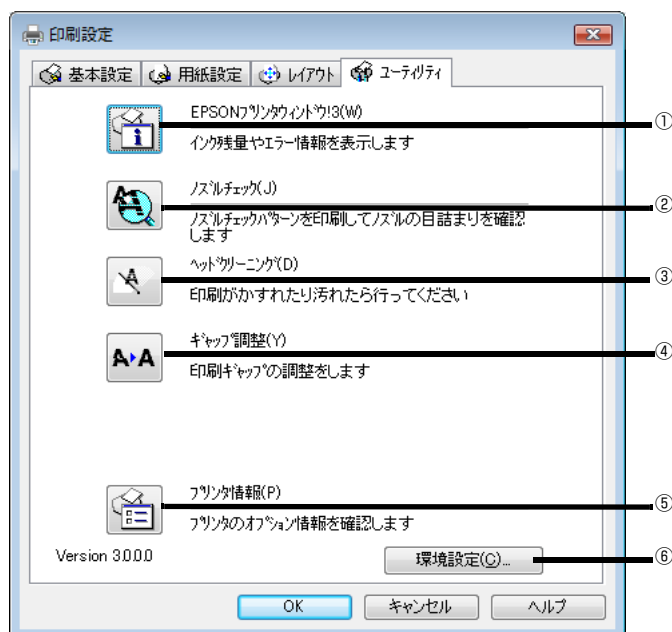 印刷設定
基本設定 用紙設定 レイアウト ユーティリティ
EPSONプリンタウィンドウ!3(W)
インク残量やエラー情報を表示します
①
ノズルチェック(J)
ノズルチェックパターンを印刷してノズルの目詰まりを確認
します
②
ヘッドクリーニング(D)
印刷がかすれたり汚れたら行ってください
③
ギャップ調整(Y)
印刷ギャップの調整をします
④
プリンタ情報(P)
プリンタのオプション情報を確認します
⑤
Version 3.0.0.0
環境設定(C)...
⑥
OK キャンセル ヘルプ